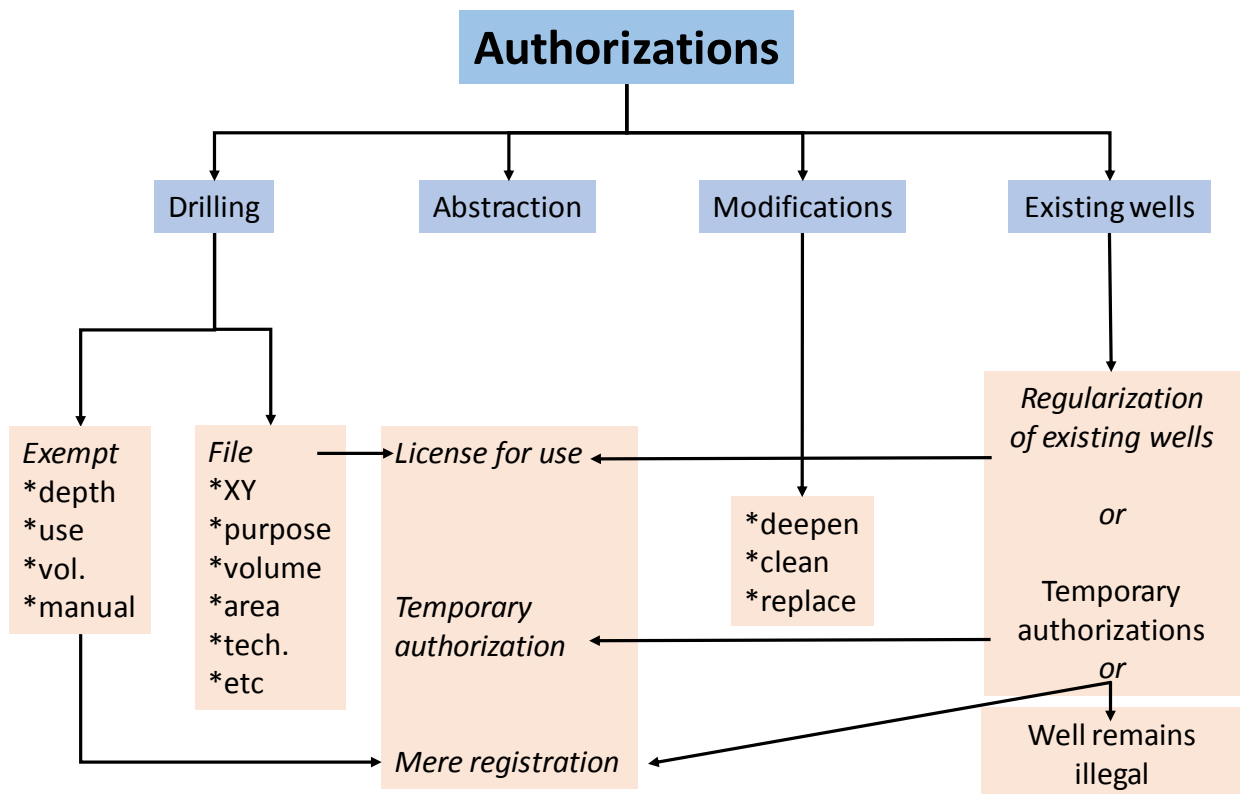 Authorizations
Drilling
Abstraction
Modifications
Existing wells
Exempt
*depth
*use
*vol.
*manual
File
*XY
*purpose
*volume
*area
*tech.
*etc
License for use
Temporary
authorization
Mere registration
*deepen
*clean
*replace
Regularization
of existing wells
or
Temporary
authorizations
or
Well remains
illegal